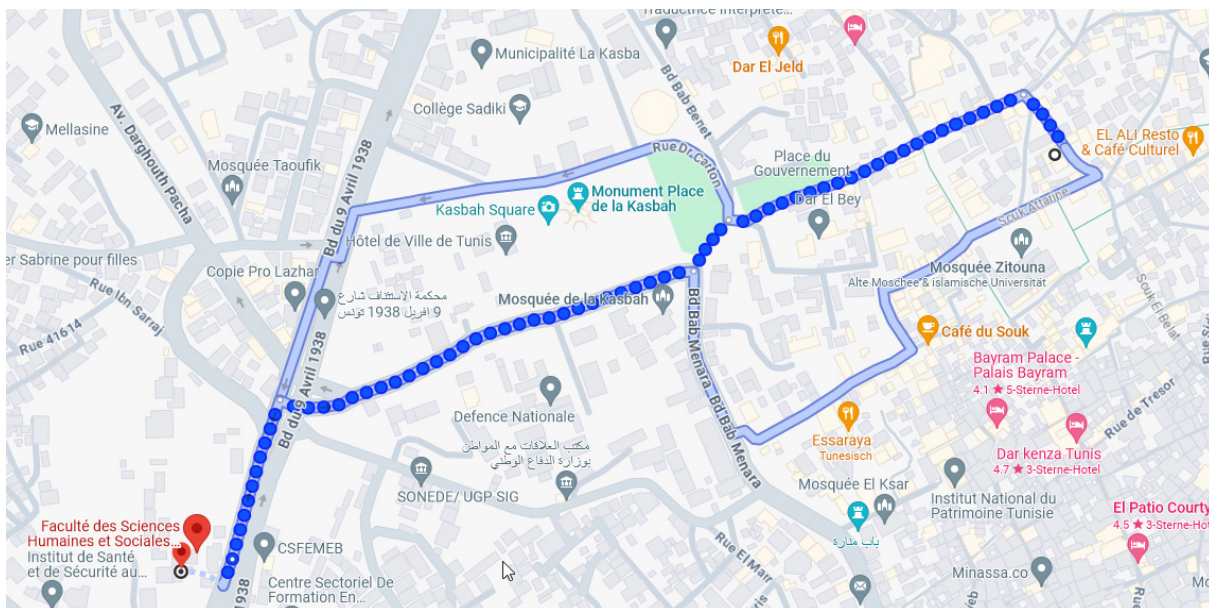 Traductrice Interprète...
Municipalité La Kasba
Dar El Jeld
Bd Bab Benet
Collège Sadiki
Mellasine
Av. Darghouth Pacha
Mosquée Taoufik
Bd du 9 Avril 1938
Rue Dr Carton
Place du
Gouvernement
EL ALI Resto
& Café Culturel
Monument Place
de la Kasbah
Kasbah Square
Dar El Bey
Souk Attarine
Hôtel de Ville de Tunis
er Sabrine pour filles
Copie Pro Lazhar
Mosquée Zitouna
Alte Moschee & islamische Universität
محكمة الاستئناف شارع
9 افريل 1938 تونس
Mosquée de la Kasbah
Souk El Belat
Rue Ibn Sarraj
Rue 41614
Bd Bab Menara
Bd Bab Menara
Café du Souk
Bayram Palace -
Palais Bayram
4.1 ★ 5-Sterne-Hotel
Bd du 9 Avril 1938
Defence Nationale
Rue de Tresor
Essaraya
Tunesisch
مكتب العلاقات مع المواطن
بوزارة الدفاع الوطني
Dar kenza Tunis
4.7 ★ 3-Sterne-Hotel
SONEDE/ UGP SIG
Mosquée El Ksar
Institut National du
Patrimoine Tunisie
El Patio Courty
4.5 ★ 3-Sterne-Hot
باب منارة
Faculté des Sciences
Humaines et Sociales...
Institut de Santé
et de Sécurité au...
CSFEMEB
Rue El Mair
Centre Sectoriel De
Formation En...
1938
Minassa.co